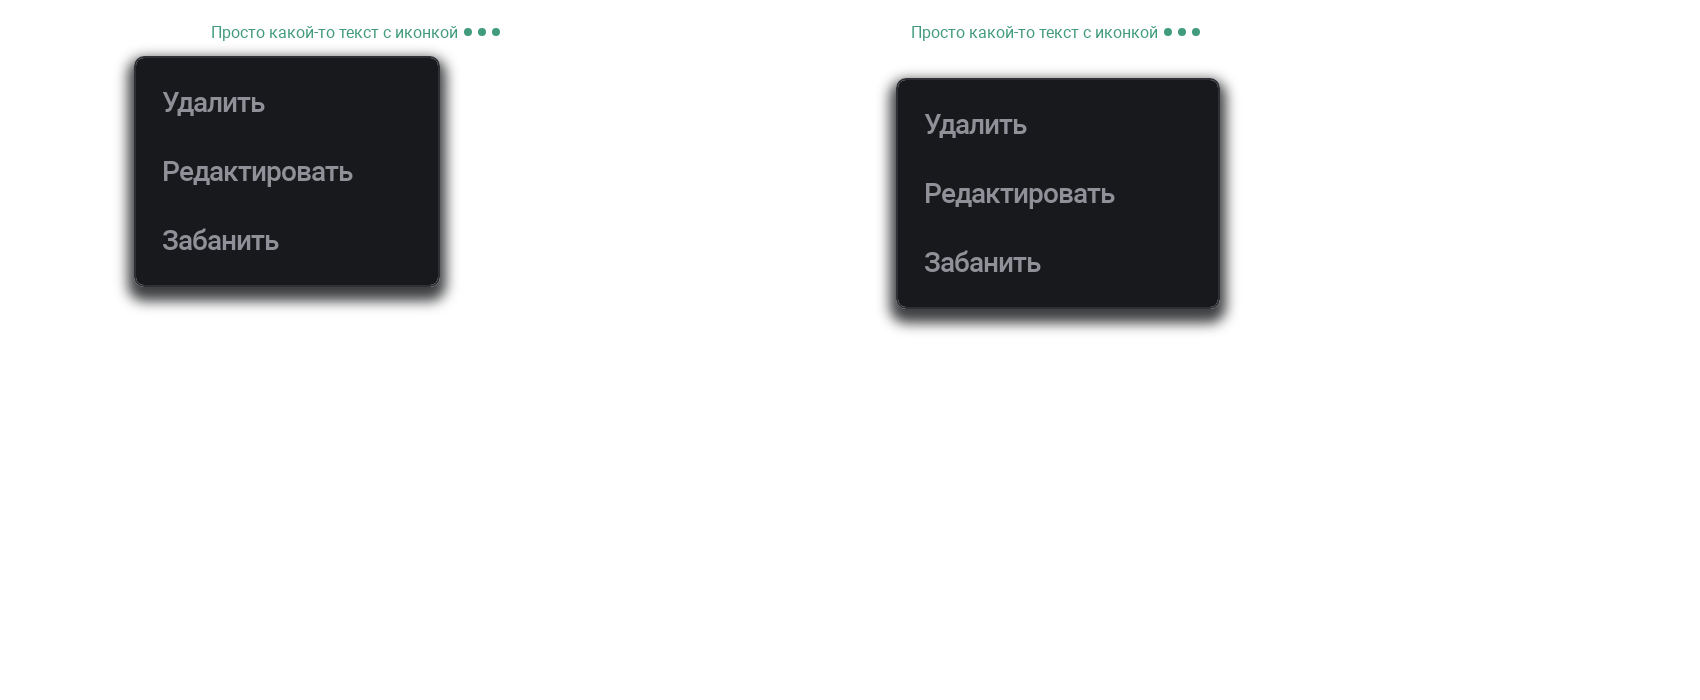 Просто какой-то текст с иконкой
Удалить
Редактировать
Забанить
Просто какой-то текст с иконкой
Удалить
Редактировать
Забанить